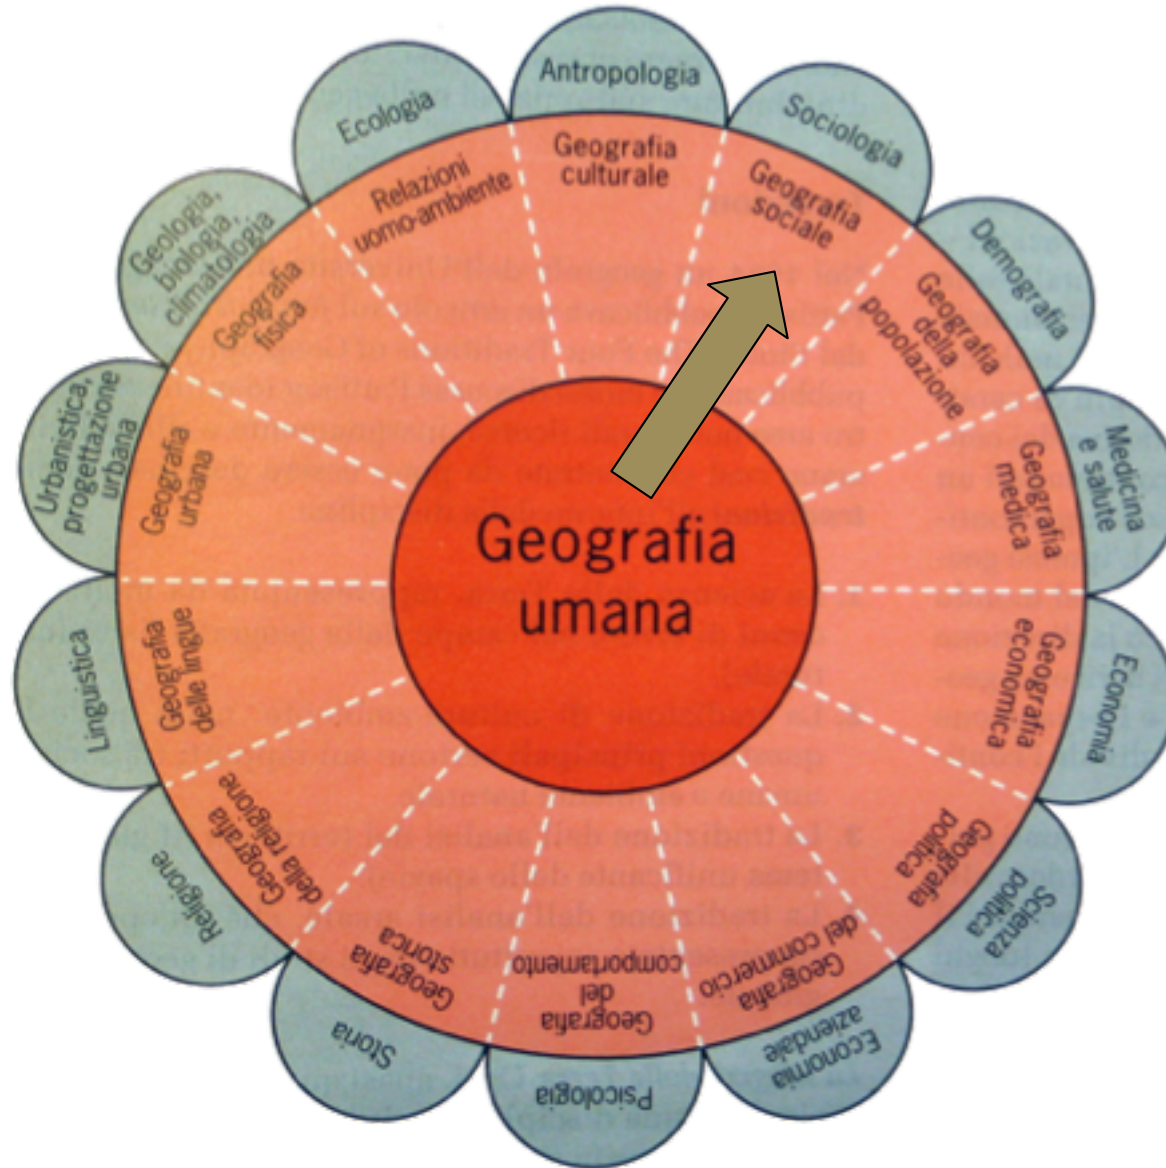 Antropologia
Geografia
culturale
Sociologia
Geografia
sociale
Demografia
Geografia
della
popolazione
Medicina
e salute
Geografia
medica
Economia
Geografia
economica
Scienza
politica
Geografia
politica
Economia
aziendale
Geografia
del commercio
Psicologia
Geografia
del
comportamento
Storia
Geografia
storica
Religione
Geografia
della religione
Linguistica
Geografia
delle lingue
Urbanistica,
progettazione
urbana
Geografia
urbana
Geologia,
biologia,
climatologia
Geografia
fisica
Ecologia
Relazioni
uomo-ambiente
Geografia
umana